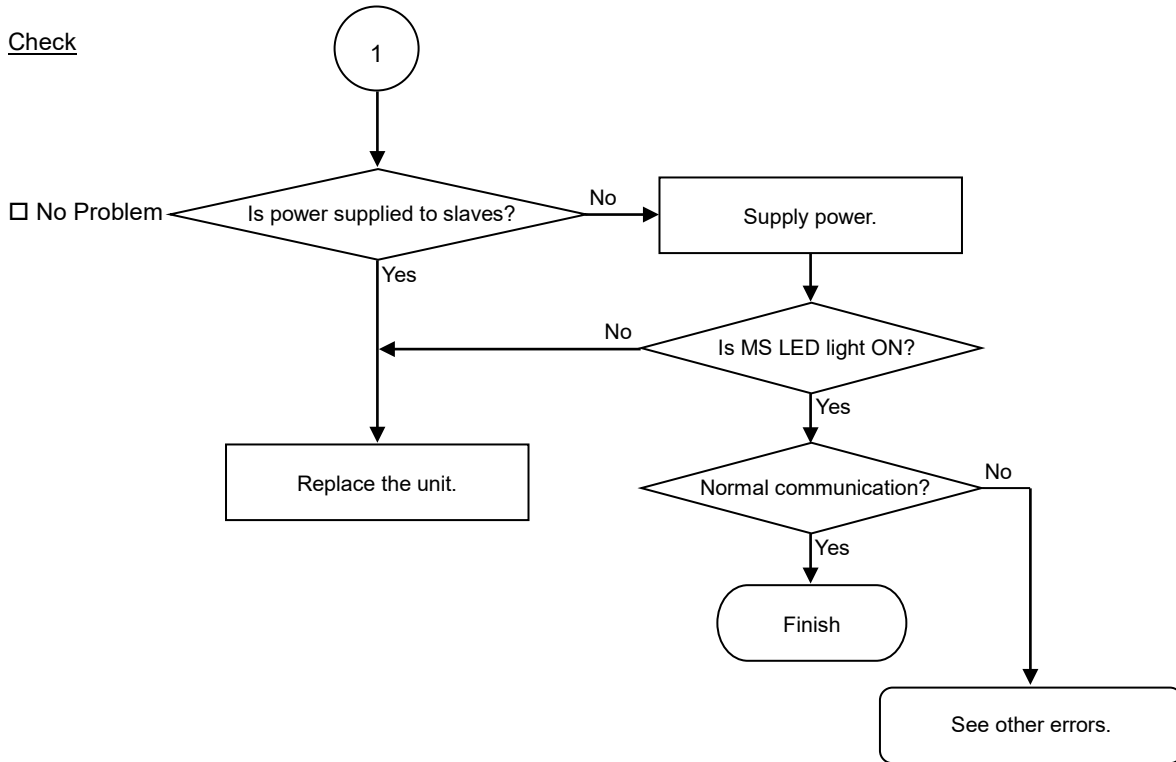 Check
1
□ No Problem
Is power supplied to slaves?
No
Supply power.
Yes
No
Is MS LED light ON?
Yes
Replace the unit.
Normal communication?
No
Yes
Finish
See other errors.